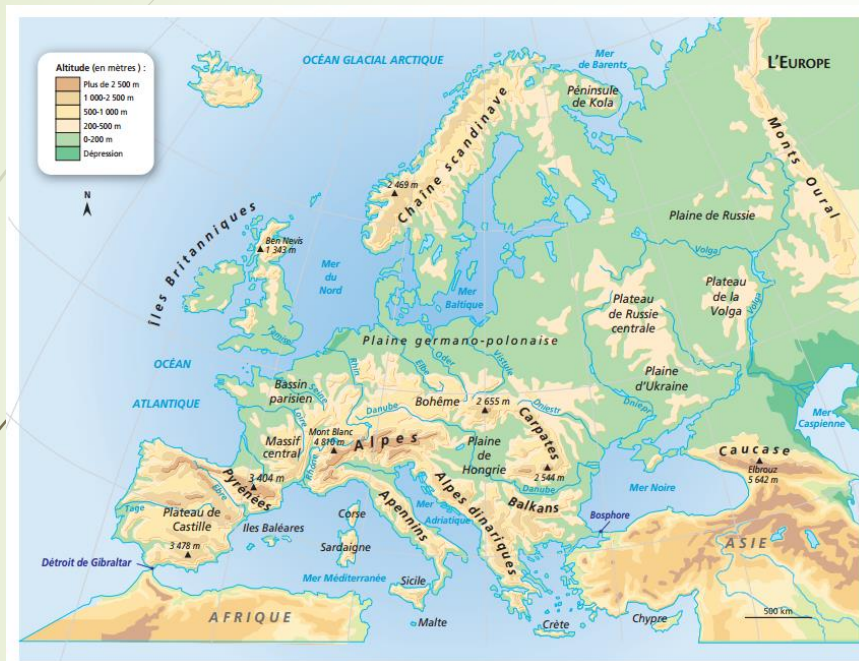 L'EUROPE
Altitude (en mètres) :
Plus de 2 500 m
1 000-2 500 m
500-1 000 m
200-500 m
0-200 m
Dépression
N
OCÉAN GLACIAL ARCTIQUE
Mer
de Barents
Péninsule
de Kola
Chaîne scandinave
2 469 m
Monts Oural
Îles Britanniques
Ben Nevis
1 343 m
Mer
du
Nord
Mer
Baltique
Plaine de Russie
Volga
Plateau
de Russie
centrale
Plateau
de la
Volga
Volga
Tamise
Plaine germano-polonaise
OCÉAN
ATLANTIQUE
Rhin
Elbe
Oder
Vistule
Plaine
d'Ukraine
Bassin
parisien
Seine
Loire
Bohême
2 655 m
Danube
Dniestr
Dniepr
Mer
Caspienne
Massif
central
Mont Blanc
4 810 m
Alpes
Rhône
Carpates
Plaine
de
Hongrie
2 544 m
Caucase
Elbrouz
5 642 m
Pyrénées
3 404 m
Ebre
Tage
Plateau de
Castille
3 478 m
Iles Baléares
Corse
Sardaigne
Apennins
Mer
Adriatique
Alpes dinariques
Danube
Balkans
Mer Noire
Bosphore
ASIE
Détroit de Gibraltar
Mer Méditerranée
Sicile
Malte
Crète
Chypre
AFRIQUE
500 km